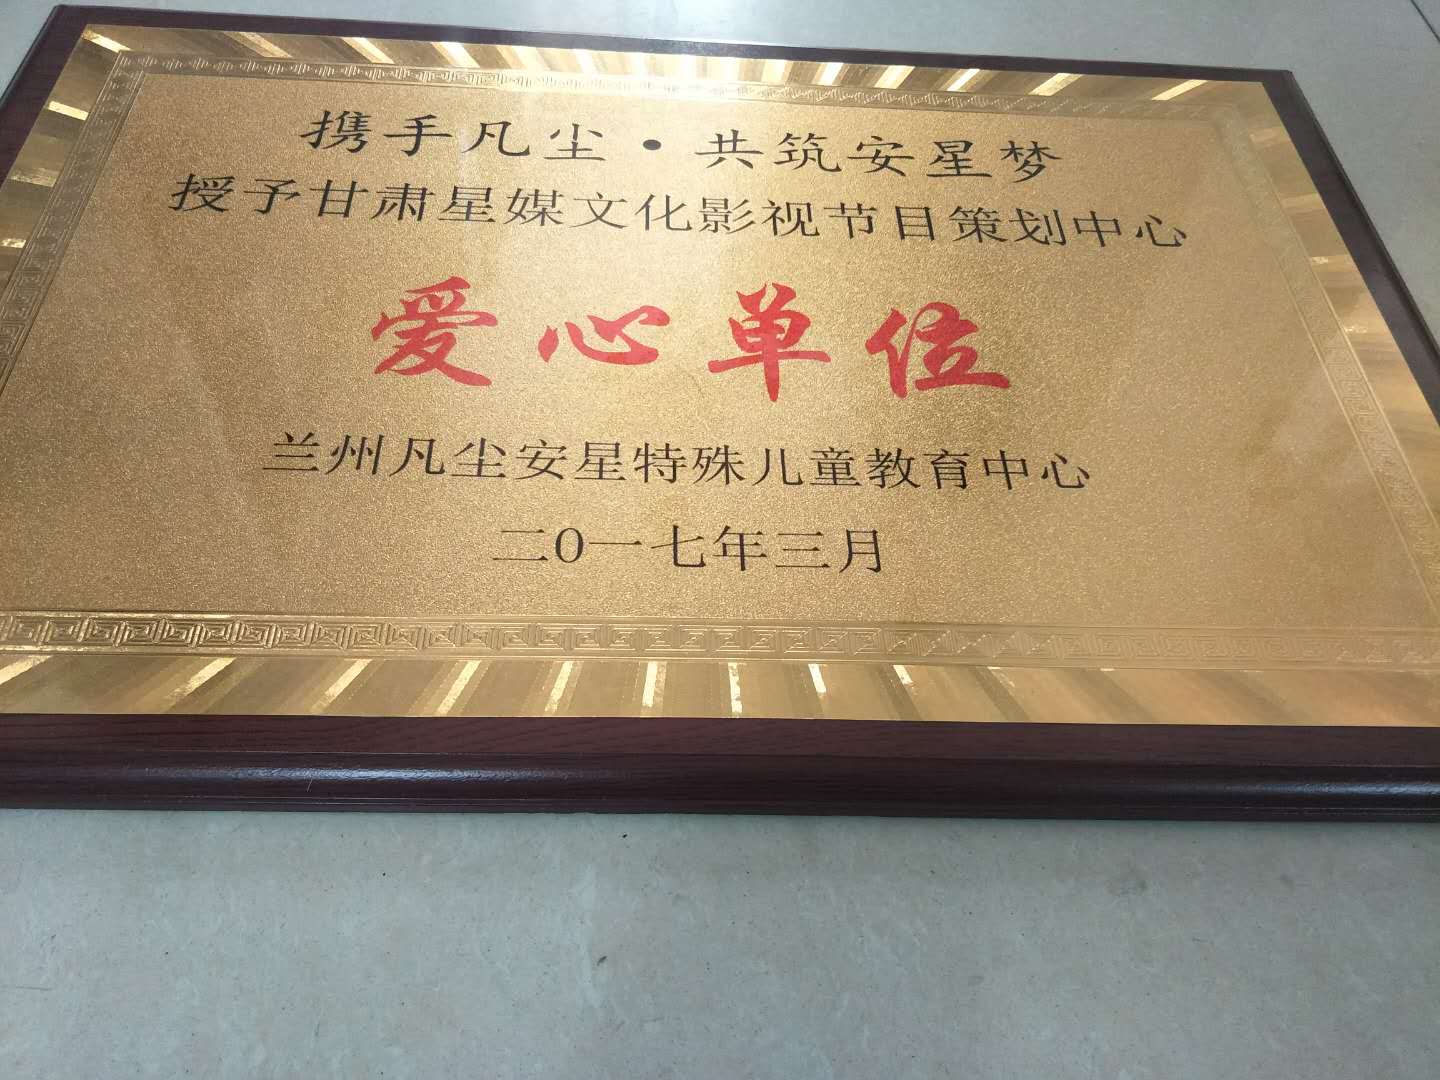 携手凡尘·共筑安星梦
授予甘肃星媒文化影视节目策划中心
爱心单位
兰州凡尘安星特殊儿童教育中心
二〇一七年三月